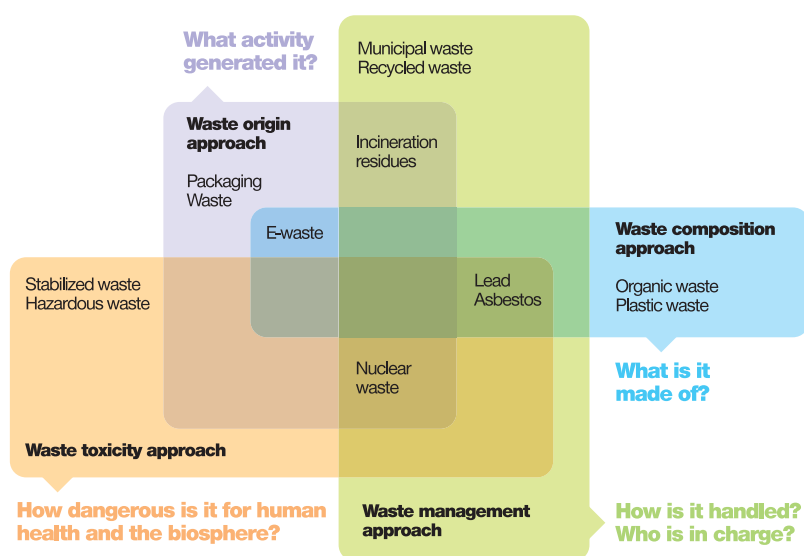 What activity
generated it?
Municipal waste
Recycled waste
Waste origin
approach
Packaging
Waste
Incineration
residues
E-waste
Waste composition
approach
Organic waste
Plastic waste
Stabilized waste
Hazardous waste
Lead
Asbestos
Nuclear
waste
What is it
made of?
Waste toxicity approach
How dangerous is it for human
health and the biosphere?
Waste management
approach
How is it handled?
Who is in charge?